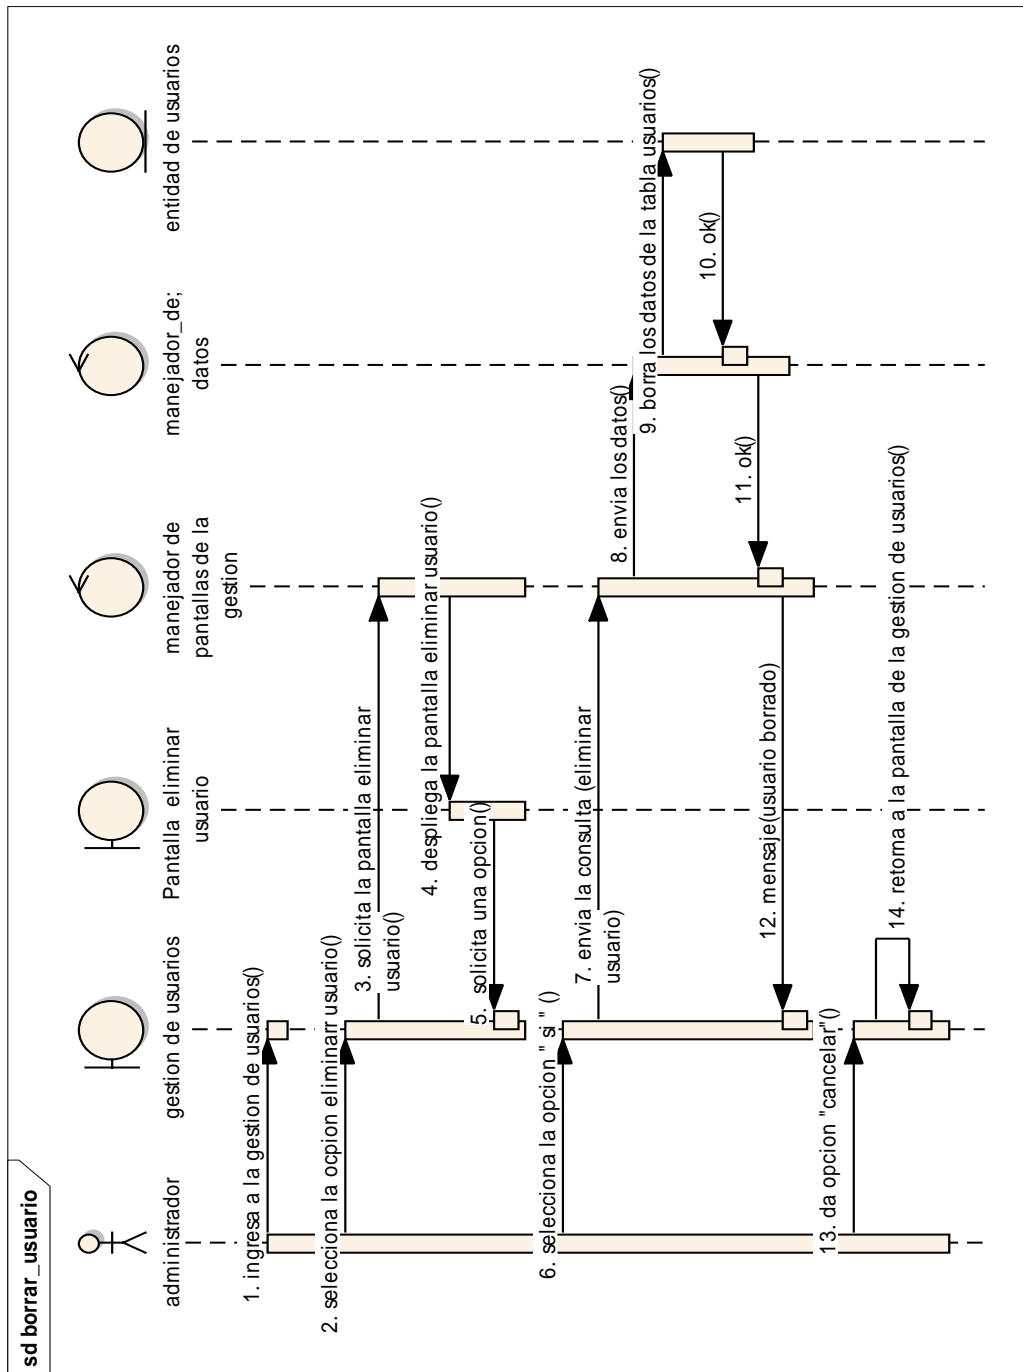 sd borrar_usuario
administrador
gestion de usuarios
Pantalla eliminar
usuario
manejador de
pantallas de la
gestion
manejador_de;
datos
entidad de usuarios
1. ingresa a la gestion de usuarios()
2. selecciona la ocpion eliminar usuario()
3. solicita la pantalla eliminar
usuario()
4. despliega la pantalla eliminar usuario()
5. solicita una opcion()
6. selecciona la opcion " si " ()
7. envia la consulta (eliminar
usuario)
8. envia los datos()
9. borra los datos de la tabla usuarios()
10. ok()
11. ok()
12. mensaje(usuario borrado)
13. da opcion "cancelar"()
14. retorna a la pantalla de la gestion de usuarios()